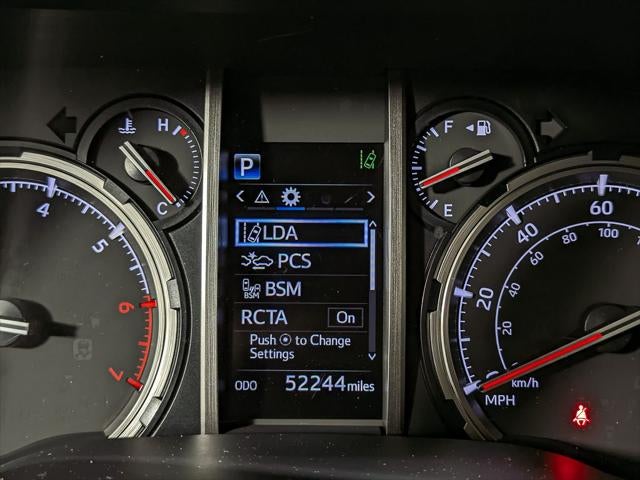 H
C
4
5
6
7
P
LDA
PCS
BSM
BSM
RCTA On
Push to Change
Settings
ODO 52244 miles
F
E
20
40
60
20
40
60
80
100
km/h
MPH